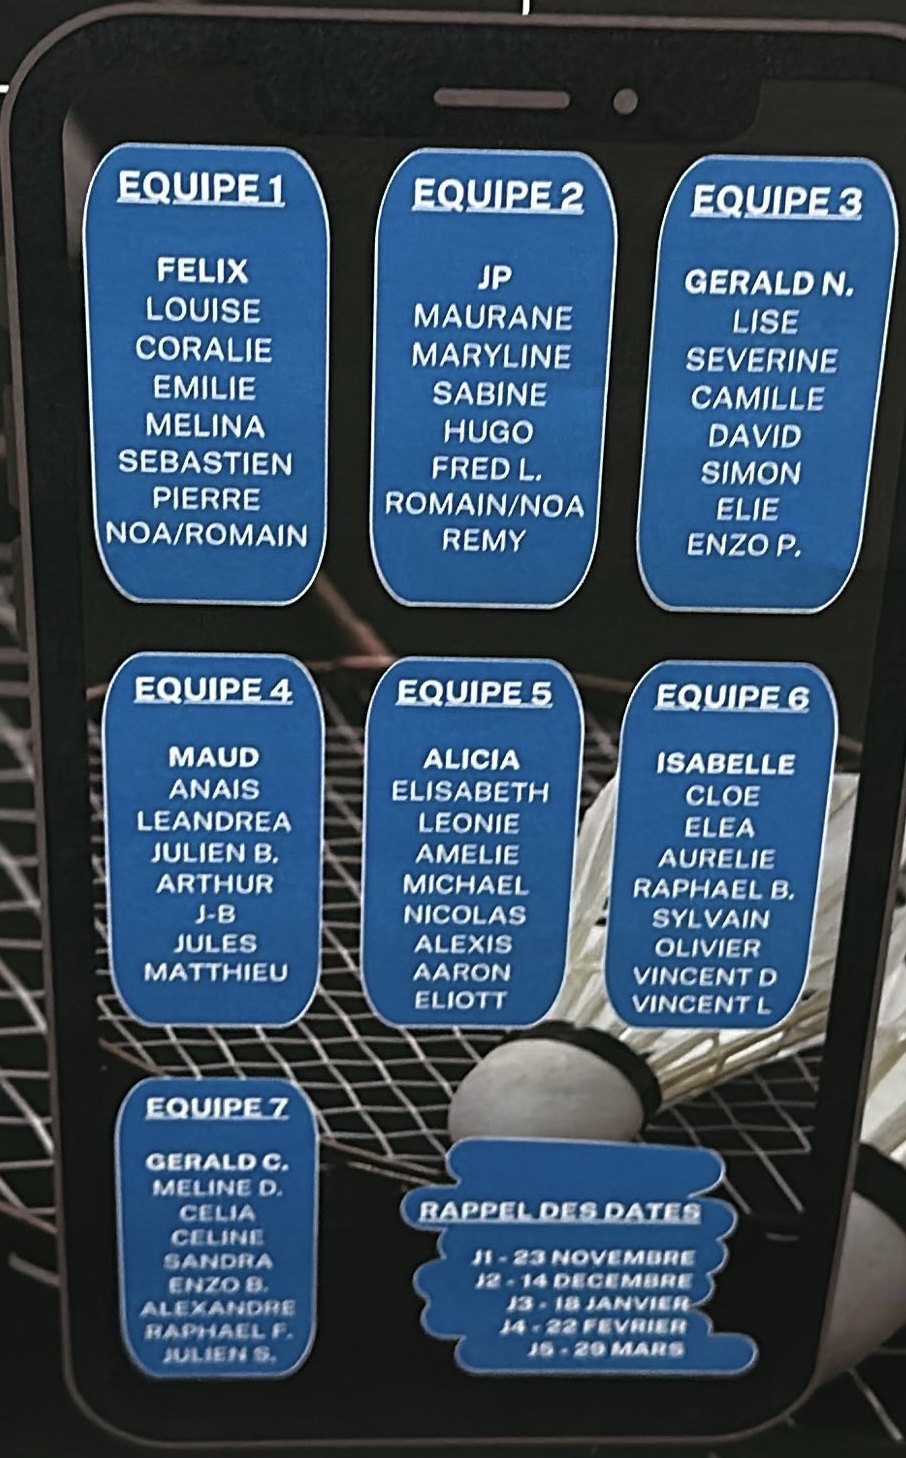 EQUIPE 1
FELIX
LOUISE
CORALIE
EMILIE
MELINA
SEBASTIEN
PIERRE
NOA/ROMAIN
EQUIPE 2
JP
MAURANE
MARYLINE
SABINE
HUGO
FRED L.
ROMAIN/NOA
REMY
EQUIPE 3
GERALD N.
LISE
SEVERINE
CAMILLE
DAVID
SIMON
ELIE
ENZO P.
EQUIPE 4
MAUD
ANAIS
LEANDREA
JULIEN B.
ARTHUR
J-B
JULES
MATTHIEU
EQUIPE 5
ALICIA
ELISABETH
LEONIE
AMELIE
MICHAEL
NICOLAS
ALEXIS
AARON
ELIOTT
EQUIPE 6
ISABELLE
CLOE
ELEA
AURELIE
RAPHAEL B.
SYLVAIN
OLIVIER
VINCENT D
VINCENT L
EQUIPE 7
GERALD C.
MELINE D.
CELIA
CELINE
SANDRA
ENZO B.
ALEXANDRE
RAPHAEL F.
JULIEN S.
RAPPEL DES DATES
J1 - 23 NOVEMBRE
J2 - 14 DECEMBRE
J3 - 18 JANVIER
J4 - 22 FEVRIER
J5 - 29 MARS